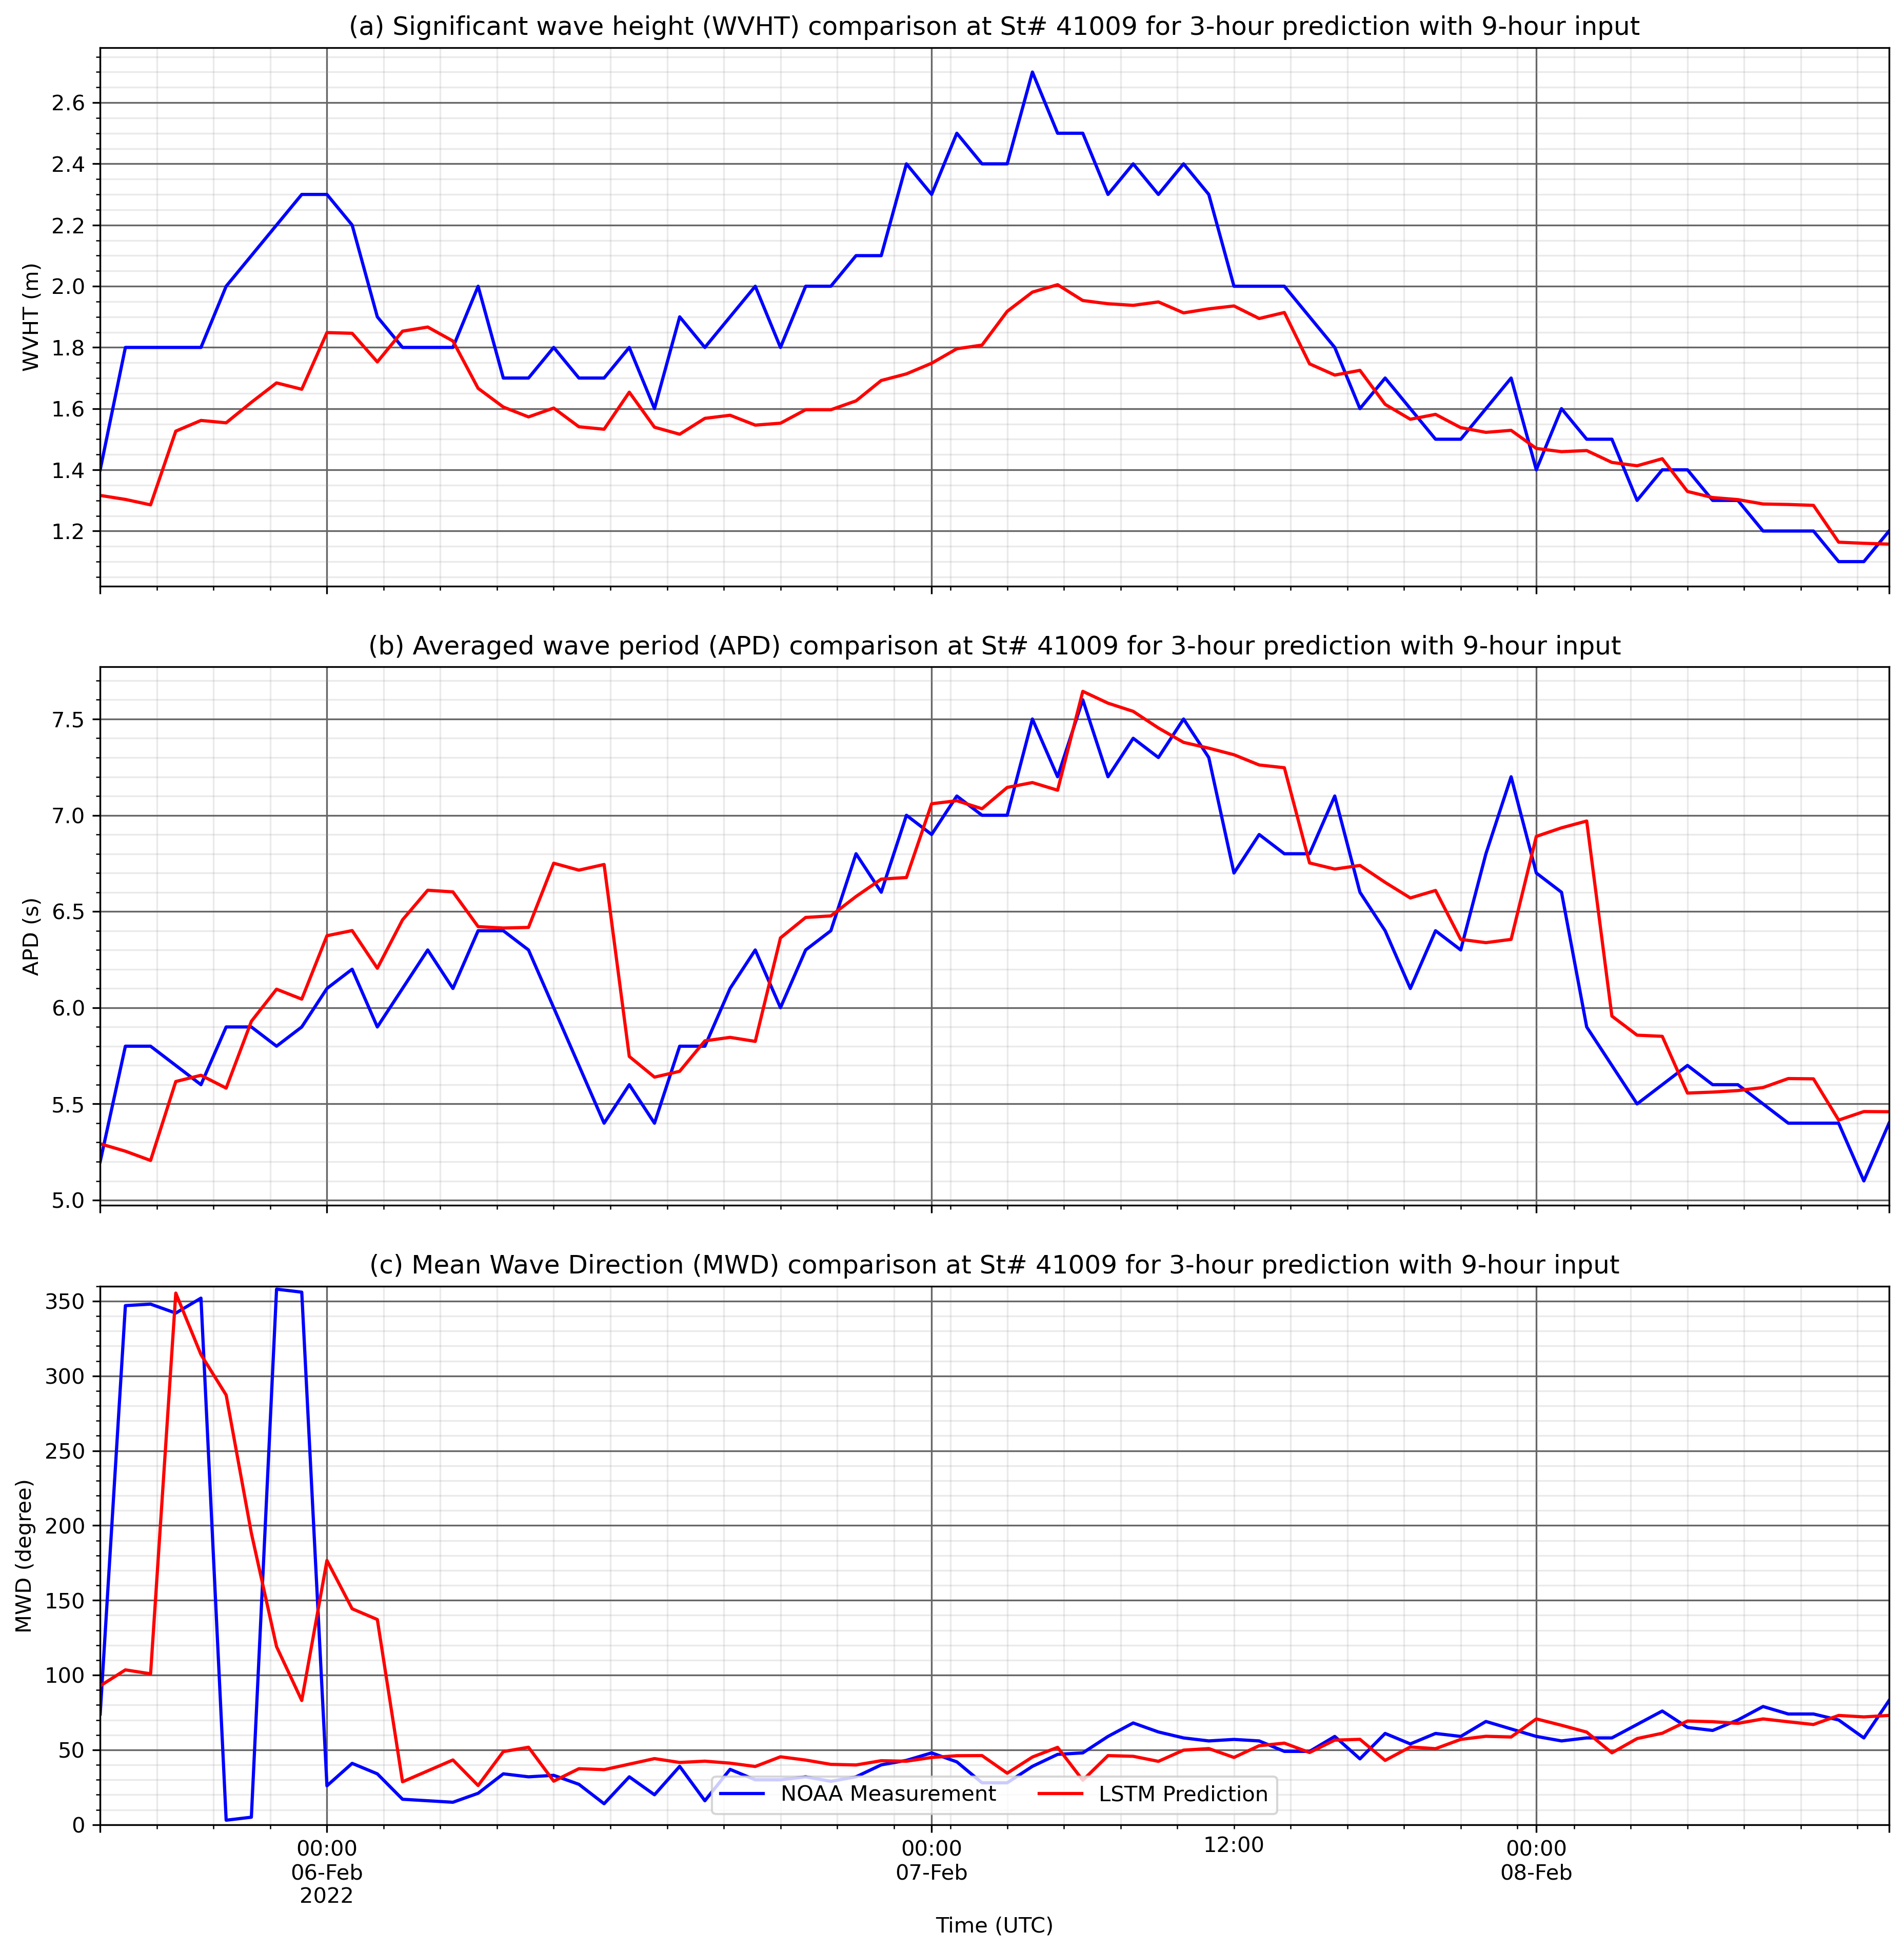 (a) Significant wave height (WVHT) comparison at St# 41009 for 3-hour prediction with 9-hour input
WVHT (m)
2.6
2.4
2.2
2.0
1.8
1.6
1.4
1.2
(b) Averaged wave period (APD) comparison at St# 41009 for 3-hour prediction with 9-hour input
APD (s)
7.5
7.0
6.5
6.0
5.5
5.0
(c) Mean Wave Direction (MWD) comparison at St# 41009 for 3-hour prediction with 9-hour input
MWD (degree)
350
300
250
200
150
100
50
0
NOAA Measurement
LSTM Prediction
00:00
06-Feb
2022
00:00
07-Feb
12:00
00:00
08-Feb
Time (UTC)